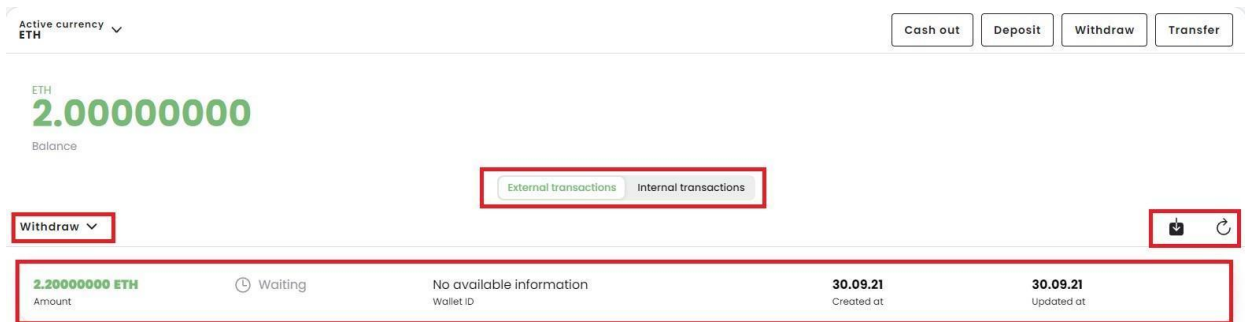 Active currency
ETH
Cash out Deposit Withdraw Transfer
ETH
2.00000000
Balance
External transactions Internal transactions
Withdraw
2.20000000 ETH Waiting No available information 30.09.21 30.09.21
Amount Wallet ID Created at Updated at